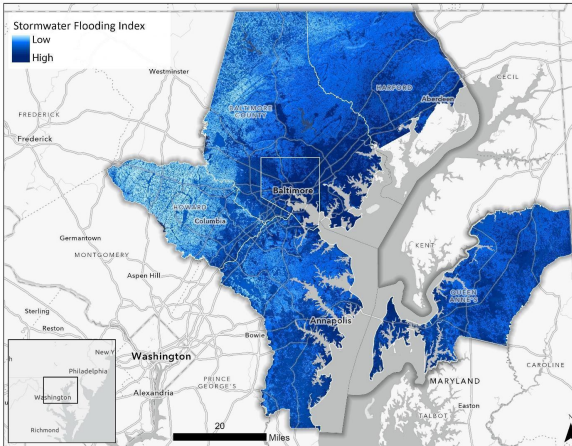 Stormwater Flooding Index
Low
High
Westminster
CECIL
HARFORD
Aberdeen
BALTIMORE
COUNTY
FREDERICK
Frederick
Baltimore
HOWARD
Columbia
KENT
Germantown
MONTGOMERY
Aspen Hill
QUEEN
ANNE'S
Sterling
Reston
Bowie
Annapolis
Washington
New Y
Philadelphia
Washington
Richmond
Alexandria
PRINCE
GEORGE'S
MARYLAND
CAROLINE
Easton
TALBOT
20
Miles